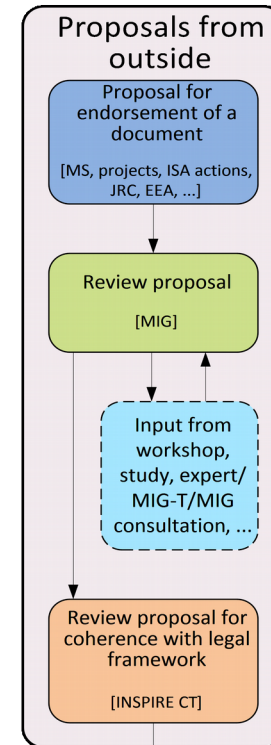 Proposals from
outside
Proposal for
endorsement of a
document
[MS, projects, ISA actions,
JRC, EEA, ...]
Review proposal
[MIG]
Input from
workshop,
study, expert/
MIG-T/MIG
consultation, ...
Review proposal for
coherence with legal
framework
[INSPIRE CT]